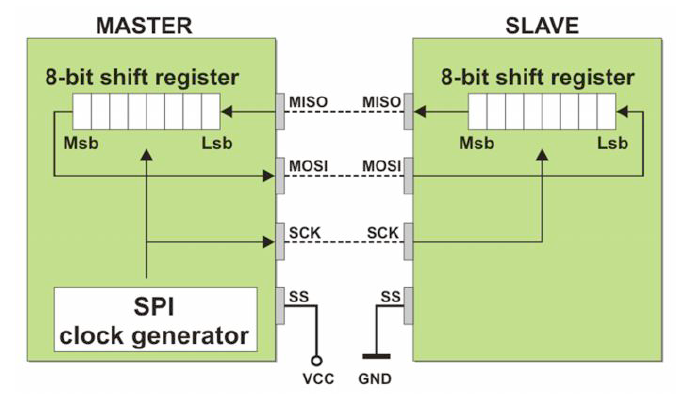 MASTER
SLAVE
8-bit shift register
8-bit shift register
MISO
MISO
Msb
Lsb
Msb
Lsb
MOSI
MOSI
SCK
SCK
SPI
clock generator
SS
SS
VCC
GND